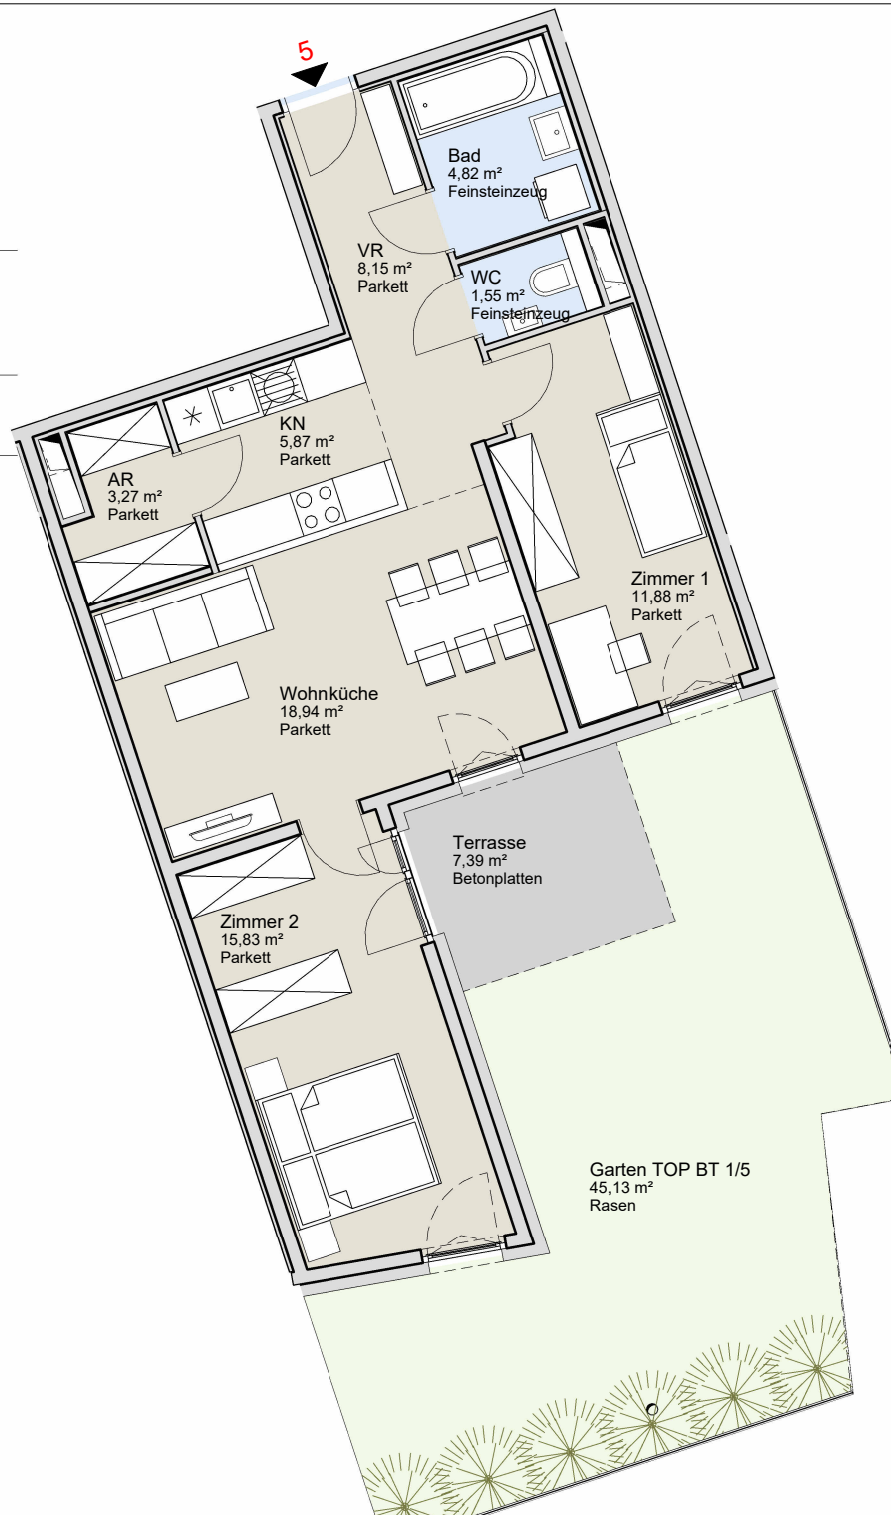 5
Bad
4,82 m²
Feinsteinzeug
VR
8,15 m²
Parkett
WC
1,55 m²
Feinsteinzeug
KN
5,87 m²
Parkett
AR
3,27 m²
Parkett
Zimmer 1
11,88 m²
Parkett
Wohnküche
18,94 m²
Parkett
Terrasse
7,39 m²
Betonplatten
Zimmer 2
15,83 m²
Parkett
Garten TOP BT 1/5
45,13 m²
Rasen